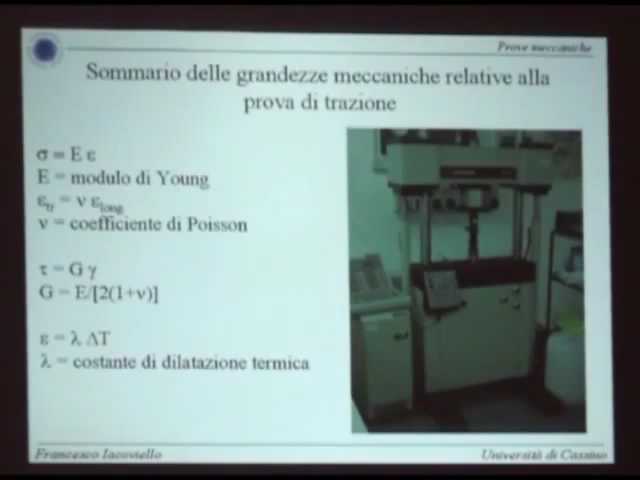 Prove meccaniche
Sommario delle grandezze meccaniche relative alla
prova di trazione
σ = E ε
E = modulo di Young
εtr = ν εlong
ν = coefficiente di Poisson
τ = G γ
G = E/[2(1+ν)]
ε = λ ΔT
λ = costante di dilatazione termica
Francesco Iacoviello
Università di Cassino